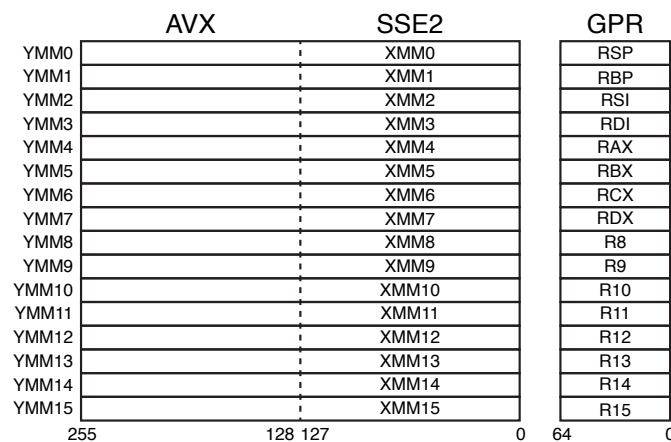 AVX SSE2 GPR
YMM0 XMM0 RSP
YMM1 XMM1 RBP
YMM2 XMM2 RSI
YMM3 XMM3 RDI
YMM4 XMM4 RAX
YMM5 XMM5 RBX
YMM6 XMM6 RCX
YMM7 XMM7 RDX
YMM8 XMM8 R8
YMM9 XMM9 R9
YMM10 XMM10 R10
YMM11 XMM11 R11
YMM12 XMM12 R12
YMM13 XMM13 R13
YMM14 XMM14 R14
YMM15 XMM15 R15
255 128 127 0 64 0